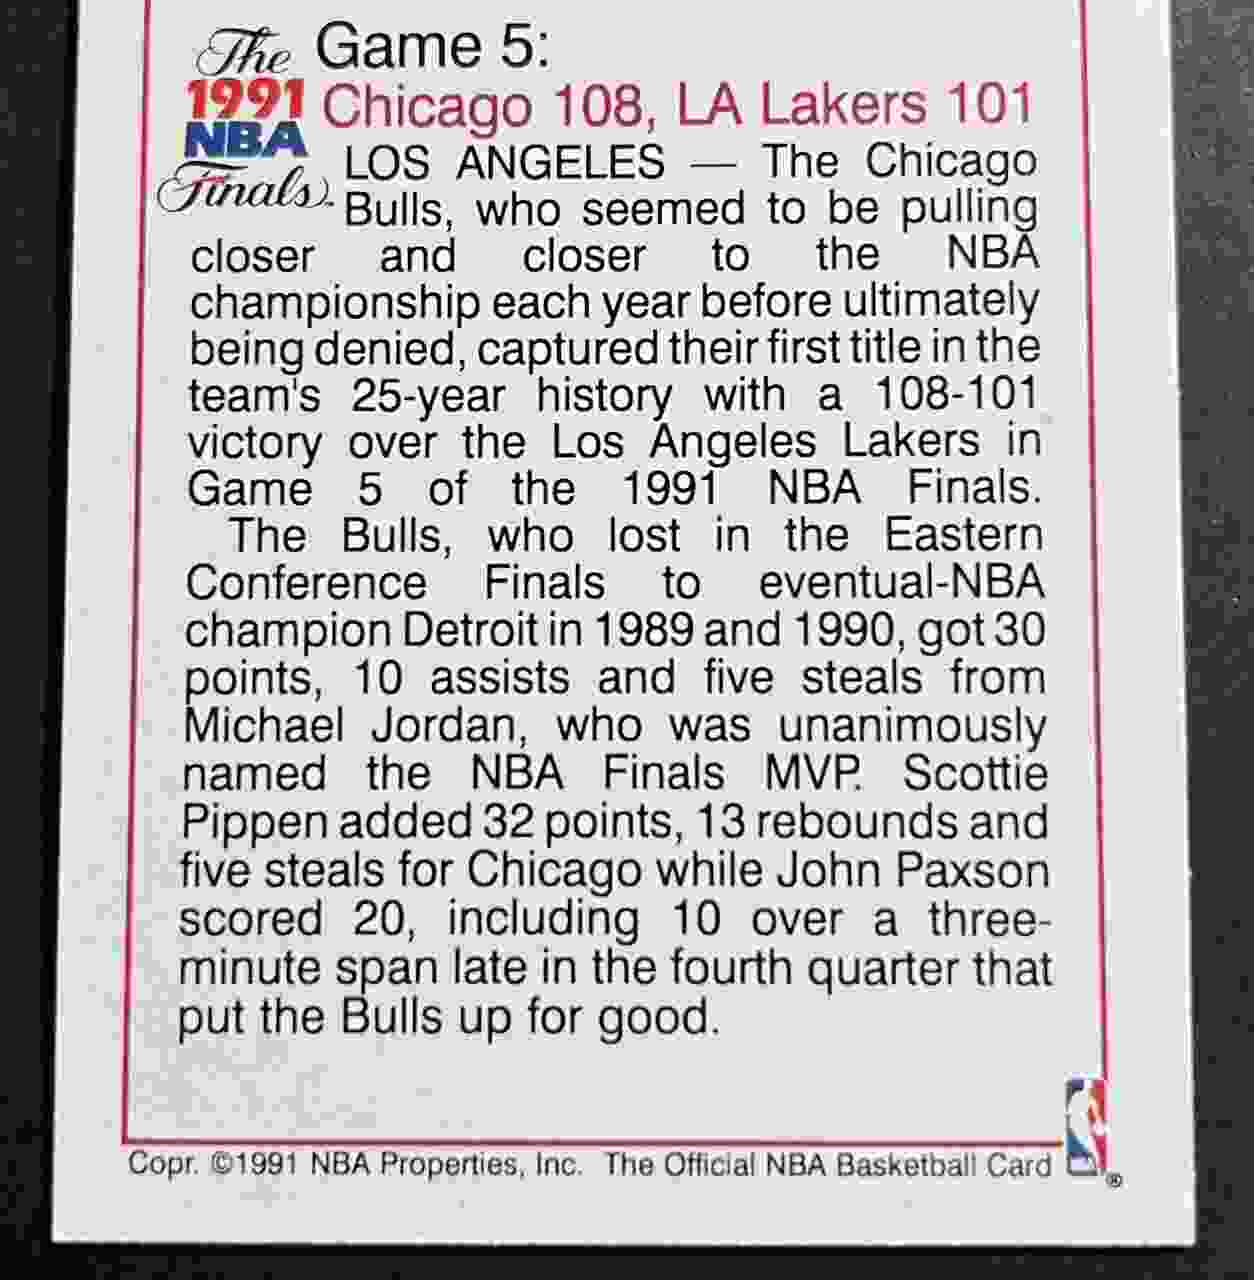 The
1991
NBA
Finals
Game 5:
Chicago 108, LA Lakers 101
LOS ANGELES — The Chicago
Bulls, who seemed to be pulling
closer and closer to the NBA
championship each year before ultimately
being denied, captured their first title in the
team's 25-year history with a 108-101
victory over the Los Angeles Lakers in
Game 5 of the 1991 NBA Finals.
The Bulls, who lost in the Eastern
Conference Finals to eventual-NBA
champion Detroit in 1989 and 1990, got 30
points, 10 assists and five steals from
Michael Jordan, who was unanimously
named the NBA Finals MVP. Scottie
Pippen added 32 points, 13 rebounds and
five steals for Chicago while John Paxson
scored 20, including 10 over a three-
minute span late in the fourth quarter that
put the Bulls up for good.
Copr. ©1991 NBA Properties, Inc. The Official NBA Basketball Card ®